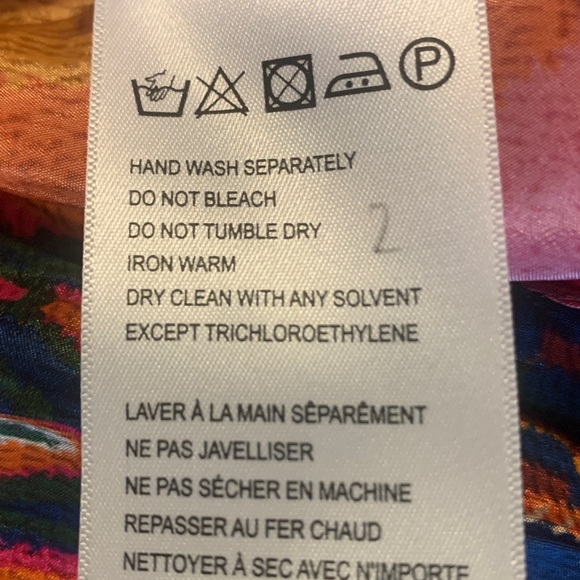 P
HAND WASH SEPARATELY
DO NOT BLEACH
DO NOT TUMBLE DRY
2
IRON WARM
DRY CLEAN WITH ANY SOLVENT
EXCEPT TRICHLOROETHYLENE
LAVER À LA MAIN SÊPARÊMENT
NE PAS JAVELLISER
NE PAS SÉCHER EN MACHINE
REPASSER AU FER CHAUD
NETTOYER À SEC AVEC N'IMPORTE